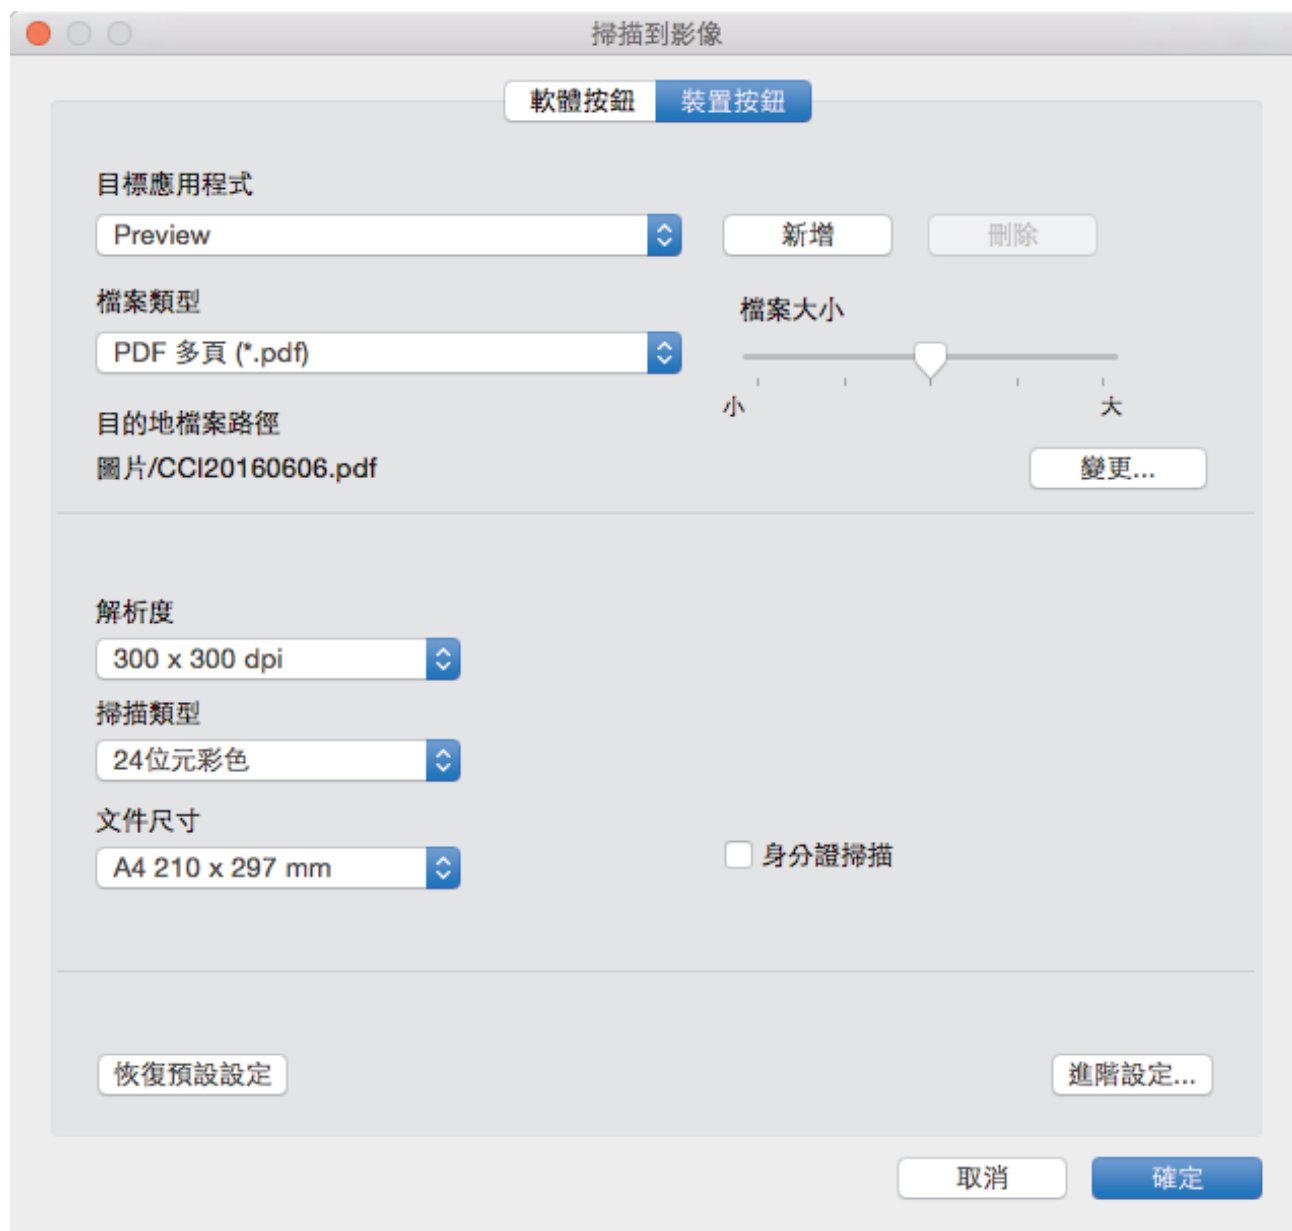 掃描到影像
軟體按鈕 裝置按鈕
目標應用程式
Preview 新增 刪除
檔案類型 檔案大小
PDF 多頁 (*.pdf)
小 大
目的地檔案路徑
圖片/CCI20160606.pdf 變更...
解析度
300 x 300 dpi
掃描類型
24位元彩色
文件尺寸
A4 210 x 297 mm 身分證掃描
恢復預設設定 進階設定...
取消 確定